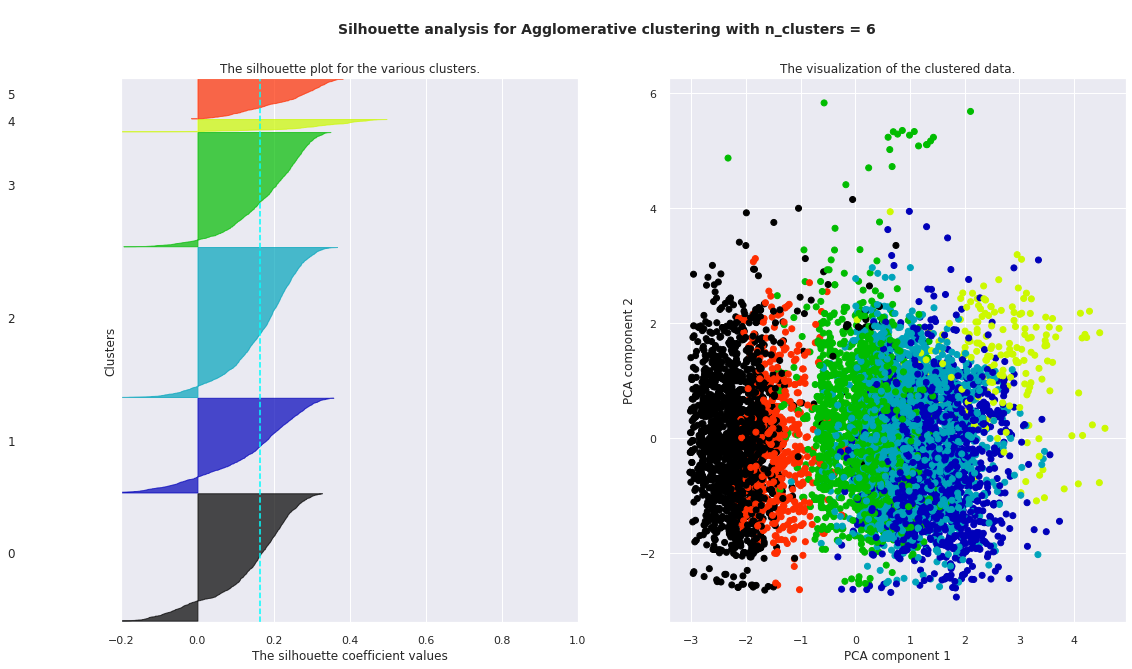 Silhouette analysis for Agglomerative clustering with n_clusters = 6
The silhouette plot for the various clusters.
Clusters
5
4
3
2
1
0
−0.2 0.0 0.2 0.4 0.6 0.8 1.0
The silhouette coefficient values
The visualization of the clustered data.
PCA component 2
6
4
2
0
−2
−3 −2 −1 0 1 2 3 4
PCA component 1